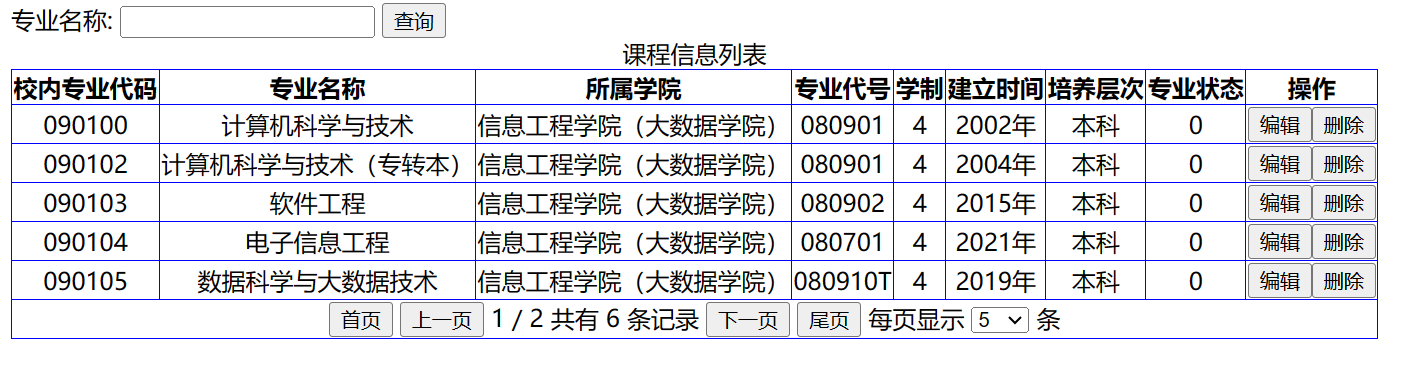 专业名称: 查询
课程信息列表
校内专业代码 专业名称 所属学院 专业代号 学制 建立时间 培养层次 专业状态 操作
090100 计算机科学与技术 信息工程学院（大数据学院） 080901 4 2002年 本科 0 编辑 删除
090102 计算机科学与技术（专转本） 信息工程学院（大数据学院） 080901 4 2004年 本科 0 编辑 删除
090103 软件工程 信息工程学院（大数据学院） 080902 4 2015年 本科 0 编辑 删除
090104 电子信息工程 信息工程学院（大数据学院） 080701 4 2021年 本科 0 编辑 删除
090105 数据科学与大数据技术 信息工程学院（大数据学院） 080910T 4 2019年 本科 0 编辑 删除
首页 上一页 1 / 2 共有 6 条记录 下一页 尾页 每页显示 5 条